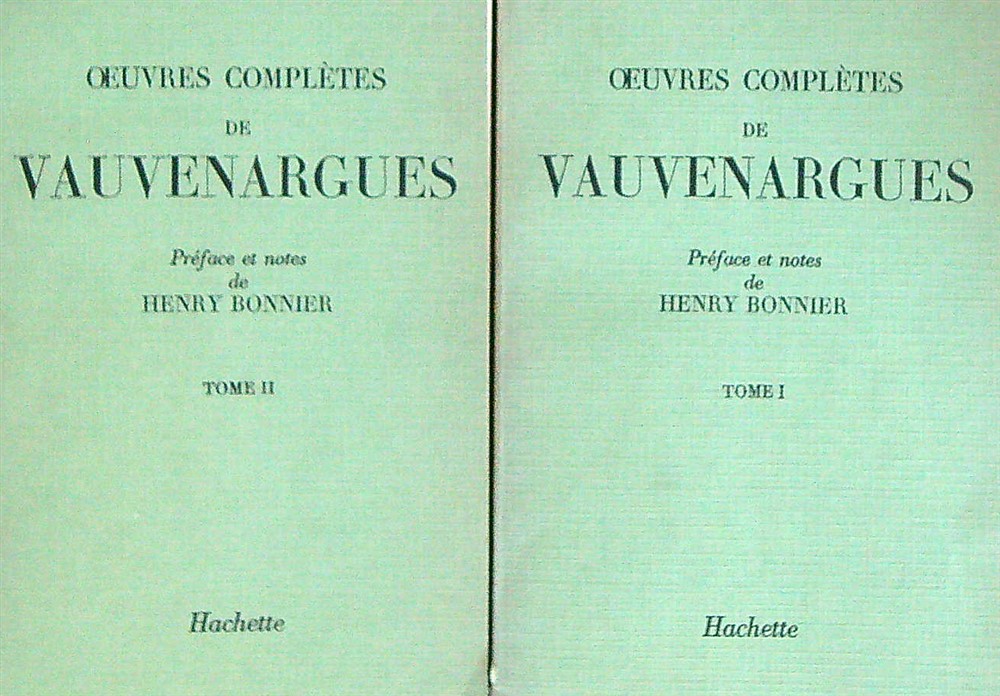 ŒUVRES COMPLÈTES
DE
VAUVENARGUES
Préface et notes
de
HENRY BONNIER
TOME II
Hachette
ŒUVRES COMPLÈTES
DE
VAUVENARGUES
Préface et notes
de
HENRY BONNIER
TOME I
Hachette